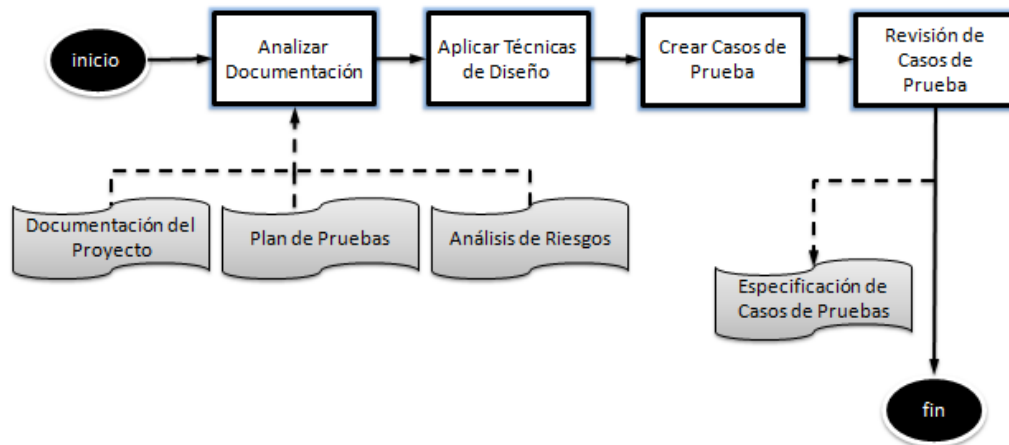 inicio
Analizar
Documentación
Aplicar Técnicas
de Diseño
Crear Casos de
Prueba
Revisión de
Casos de
Prueba
Documentación del
Proyecto
Plan de Pruebas
Análisis de Riesgos
Especificación de
Casos de Pruebas
fin